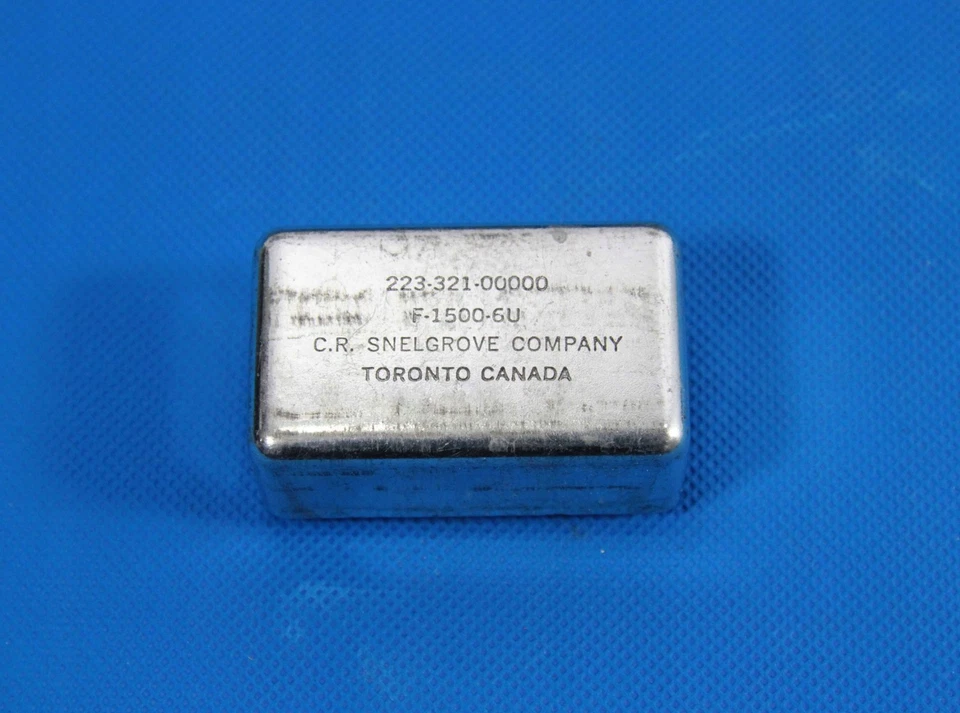 223-321-00000
F-1500-6U
C.R. SNELGROVE COMPANY
TORONTO CANADA